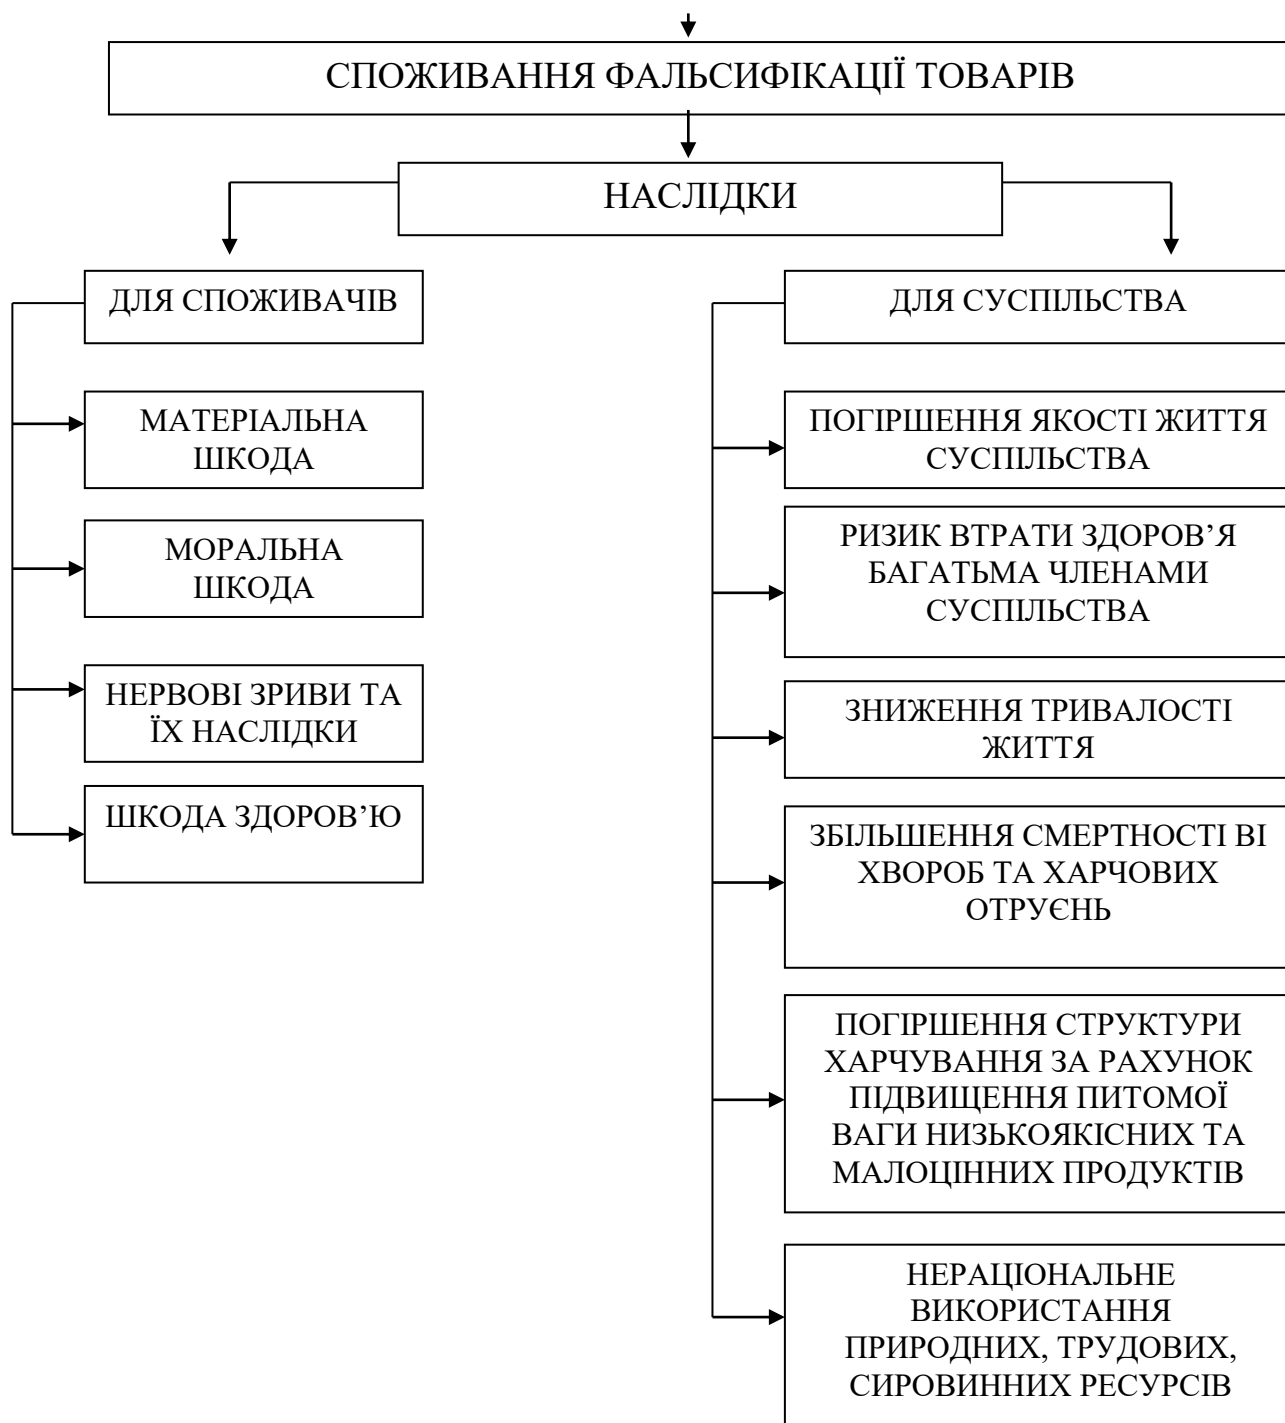 СПОЖИВАННЯ ФАЛЬСИФІКАЦІЇ ТОВАРІВ
НАСЛІДКИ
ДЛЯ СПОЖИВАЧІВ
МАТЕРІАЛЬНА
ШКОДА
МОРАЛЬНА
ШКОДА
НЕРВОВІ ЗРИВИ ТА
ЇХ НАСЛІДКИ
ШКОДА ЗДОРОВ’Ю
ДЛЯ СУСПІЛЬСТВА
ПОГІРШЕННЯ ЯКОСТІ ЖИТТЯ
СУСПІЛЬСТВА
РИЗИК ВТРАТИ ЗДОРОВ’Я
БАГАТЬМА ЧЛЕНАМИ
СУСПІЛЬСТВА
ЗНИЖЕННЯ ТРИВАЛОСТІ
ЖИТТЯ
ЗБІЛЬШЕННЯ СМЕРТНОСТІ ВІ
ХВОРОБ ТА ХАРЧОВИХ
ОТРУЄНЬ
ПОГІРШЕННЯ СТРУКТУРИ
ХАРЧУВАННЯ ЗА РАХУНОК
ПІДВИЩЕННЯ ПИТОМОЇ
ВАГИ НИЗЬКОЯКІСНИХ ТА
МАЛОЦІННИХ ПРОДУКТІВ
НЕРАЦІОНАЛЬНЕ
ВИКОРИСТАННЯ
ПРИРОДНИХ, ТРУДОВИХ,
СИРОВИННИХ РЕСУРСІВ